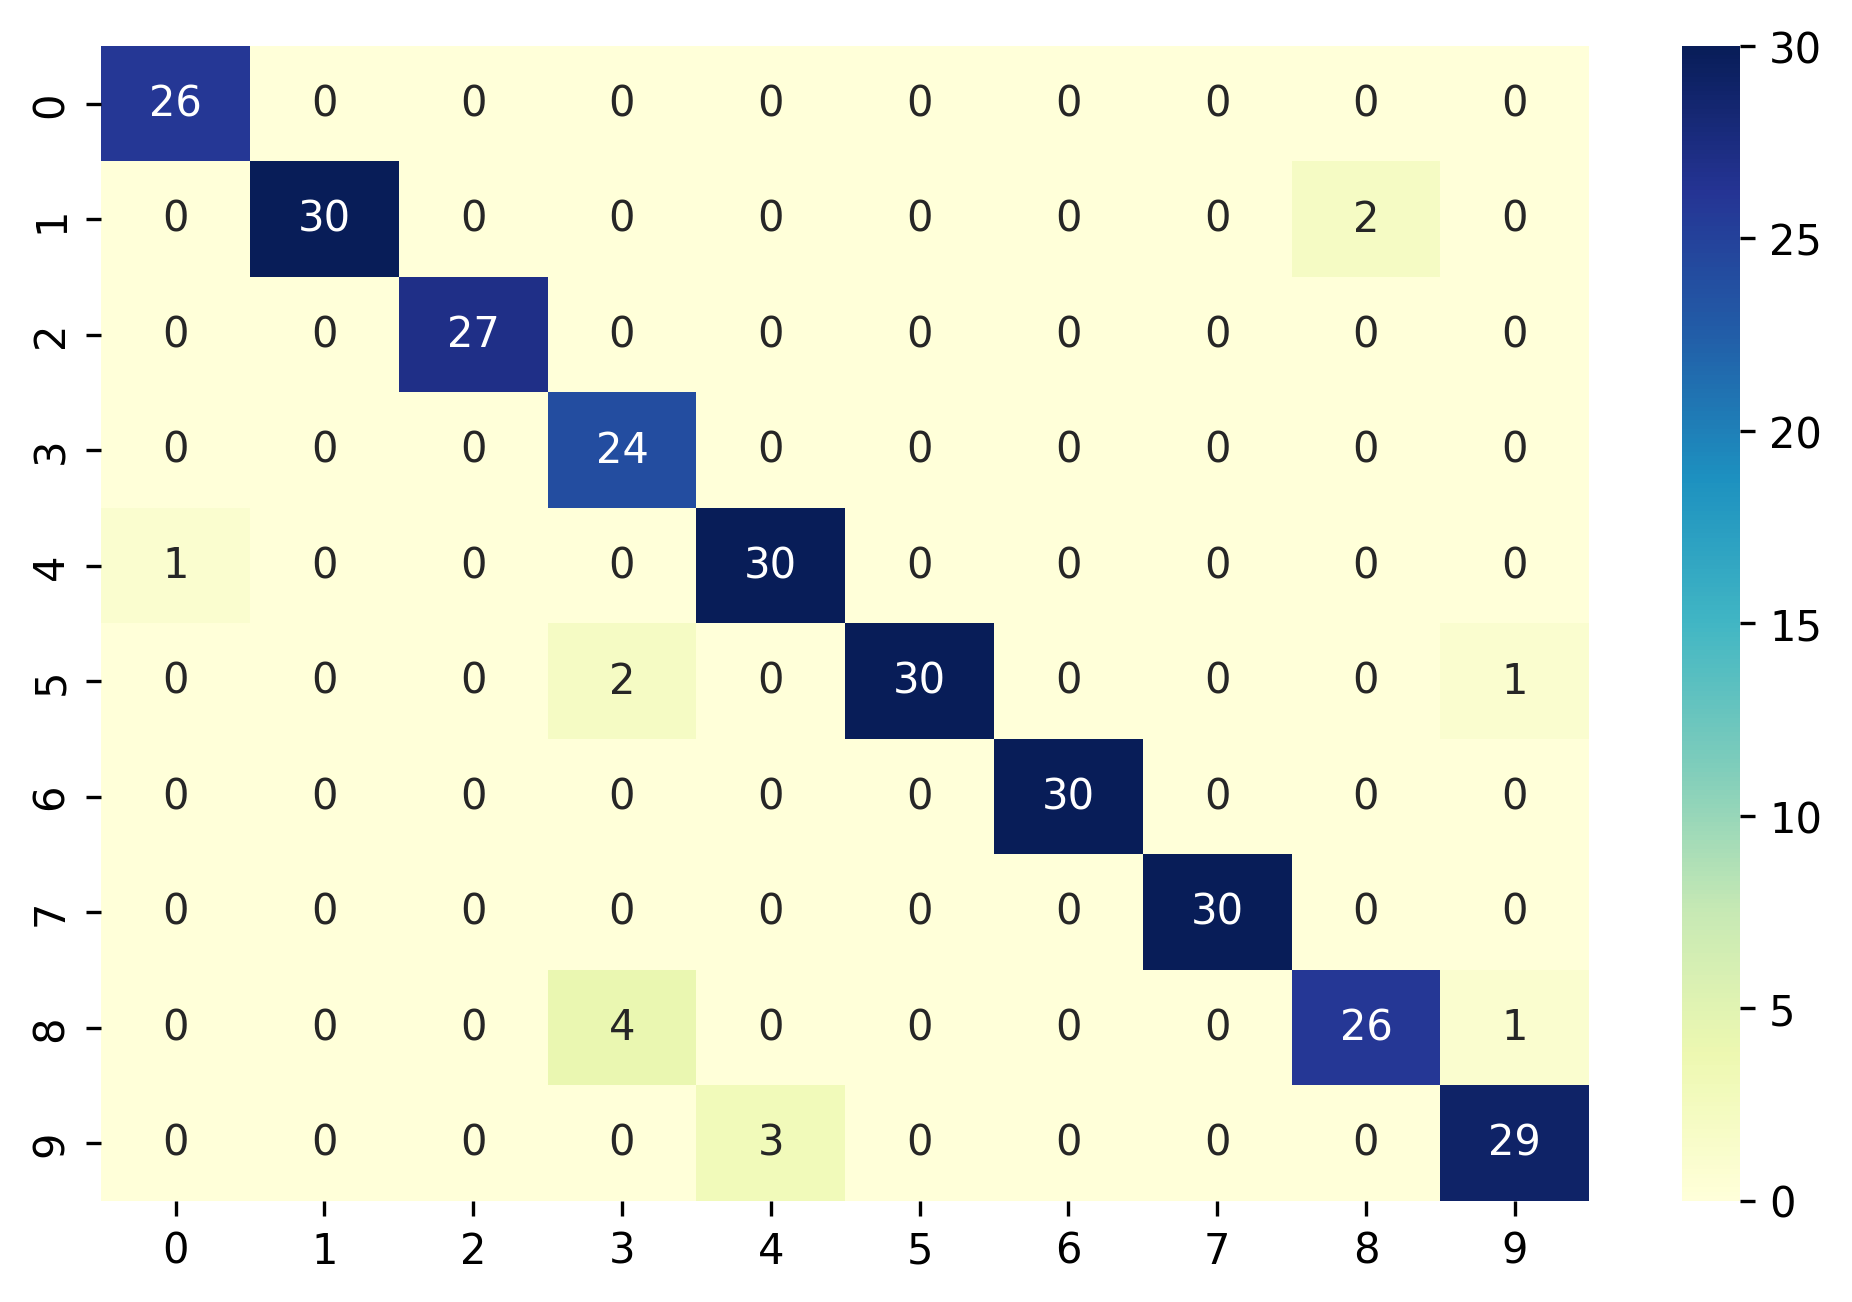 0 26 0 0 0 0 0 0 0 0 0
1 0 30 0 0 0 0 0 0 2 0
2 0 0 27 0 0 0 0 0 0 0
3 0 0 0 24 0 0 0 0 0 0
4 1 0 0 0 30 0 0 0 0 0
5 0 0 0 2 0 30 0 0 0 1
6 0 0 0 0 0 0 30 0 0 0
7 0 0 0 0 0 0 0 30 0 0
8 0 0 0 4 0 0 0 0 26 1
9 0 0 0 0 3 0 0 0 0 29
0 1 2 3 4 5 6 7 8 9
30
25
20
15
10
5
0